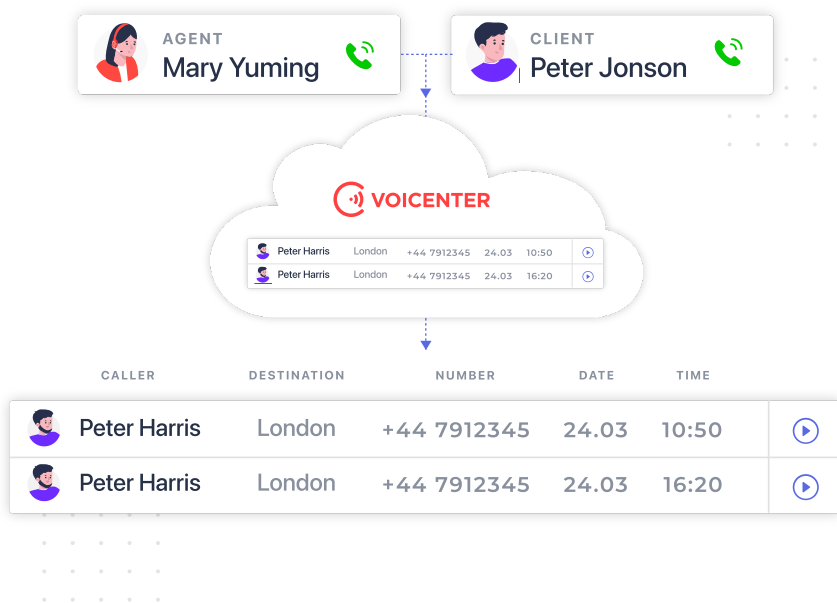 AGENT
Mary Yuming
CLIENT
Peter Jonson
VOICENTER
Peter Harris London +44 7912345 24.03 10:50
Peter Harris London +44 7912345 24.03 16:20
CALLER DESTINATION NUMBER DATE TIME
Peter Harris London +44 7912345 24.03 10:50
Peter Harris London +44 7912345 24.03 16:20